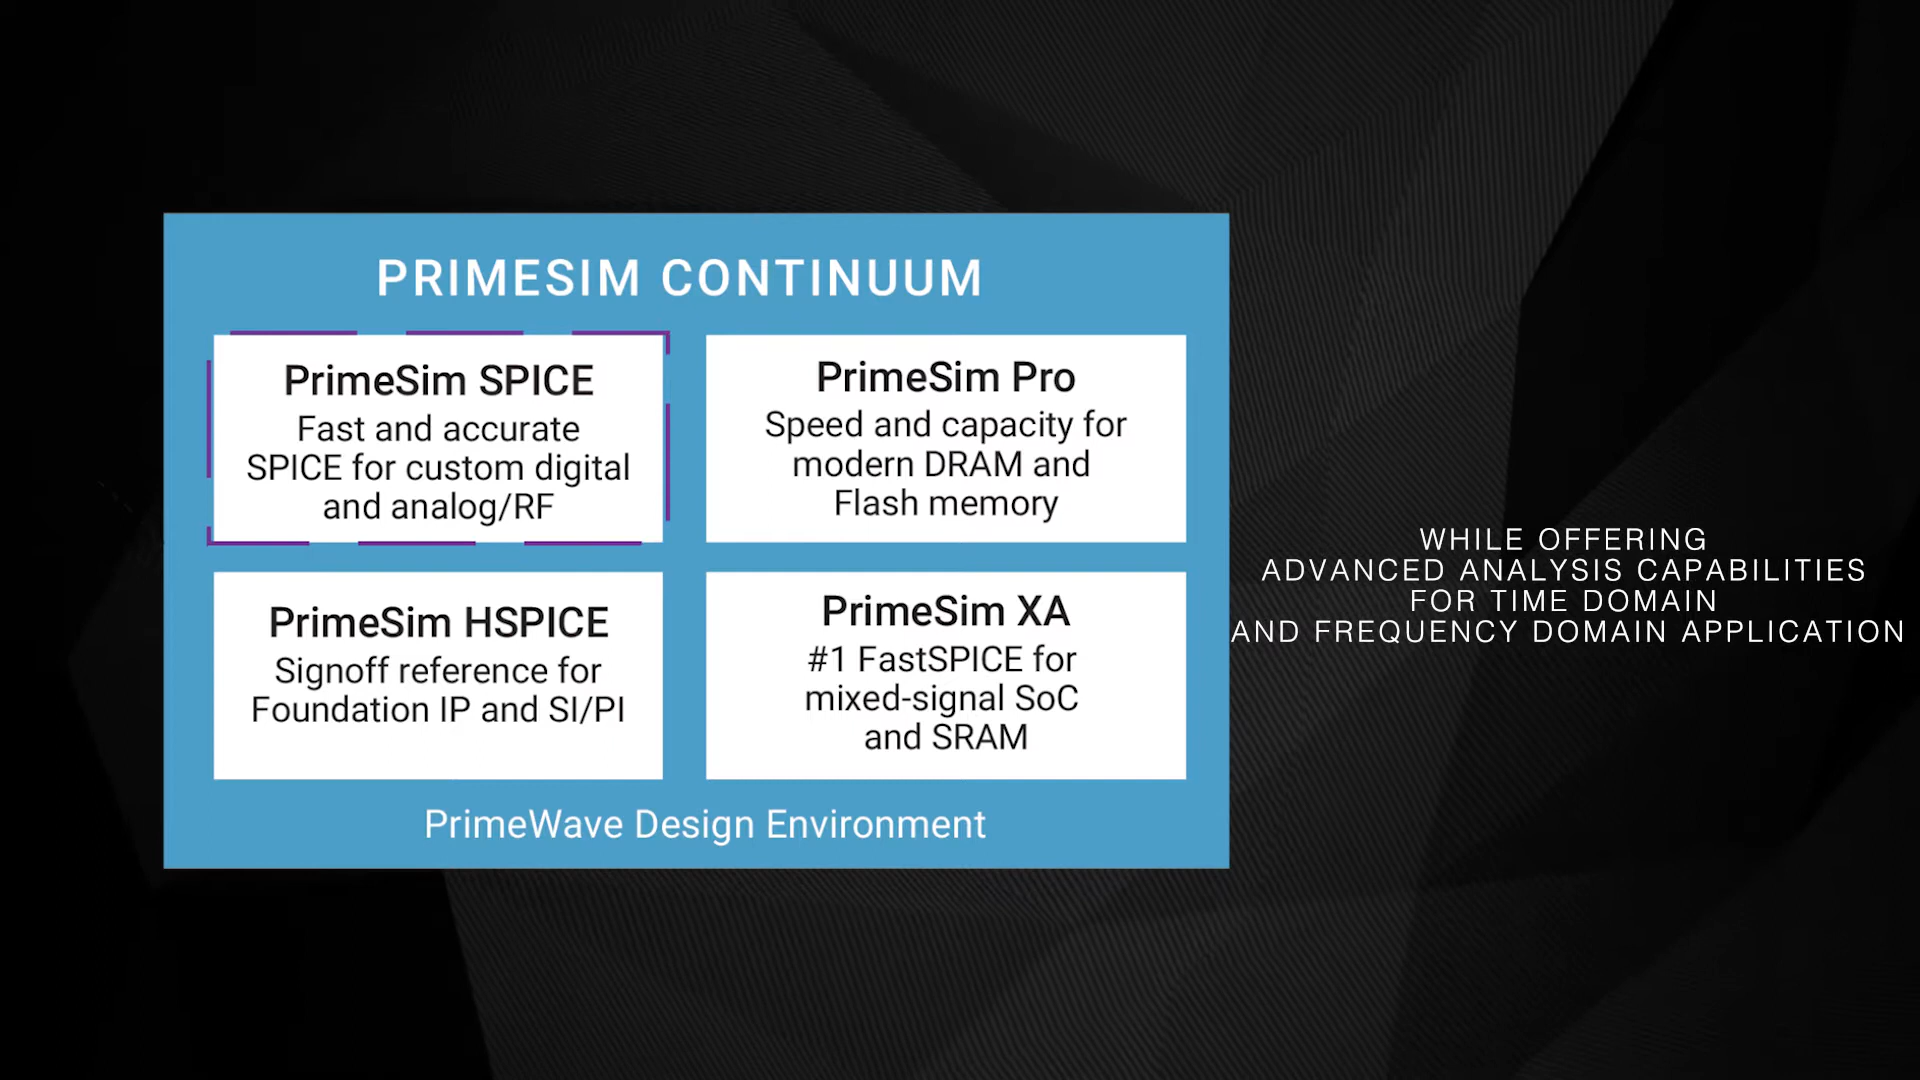 PRIMESIM CONTINUUM
PrimeSim SPICE
Fast and accurate
SPICE for custom digital
and analog/RF
PrimeSim Pro
Speed and capacity for
modern DRAM and
Flash memory
PrimeSim HSPICE
Signoff reference for
Foundation IP and SI/PI
PrimeSim XA
#1 FastSPICE for
mixed-signal SoC
and SRAM
PrimeWave Design Environment
WHILE OFFERING
ADVANCED ANALYSIS CAPABILITIES
FOR TIME DOMAIN
AND FREQUENCY DOMAIN APPLICATION